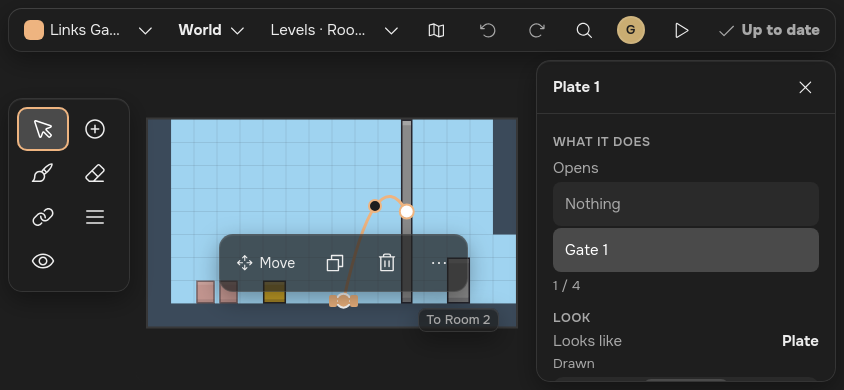 Links Ga...
World
Levels · Roo...
G
Up to date
Plate 1
WHAT IT DOES
Opens
Nothing
Gate 1
1 / 4
LOOK
Looks like
Plate
Drawn
Move
To Room 2